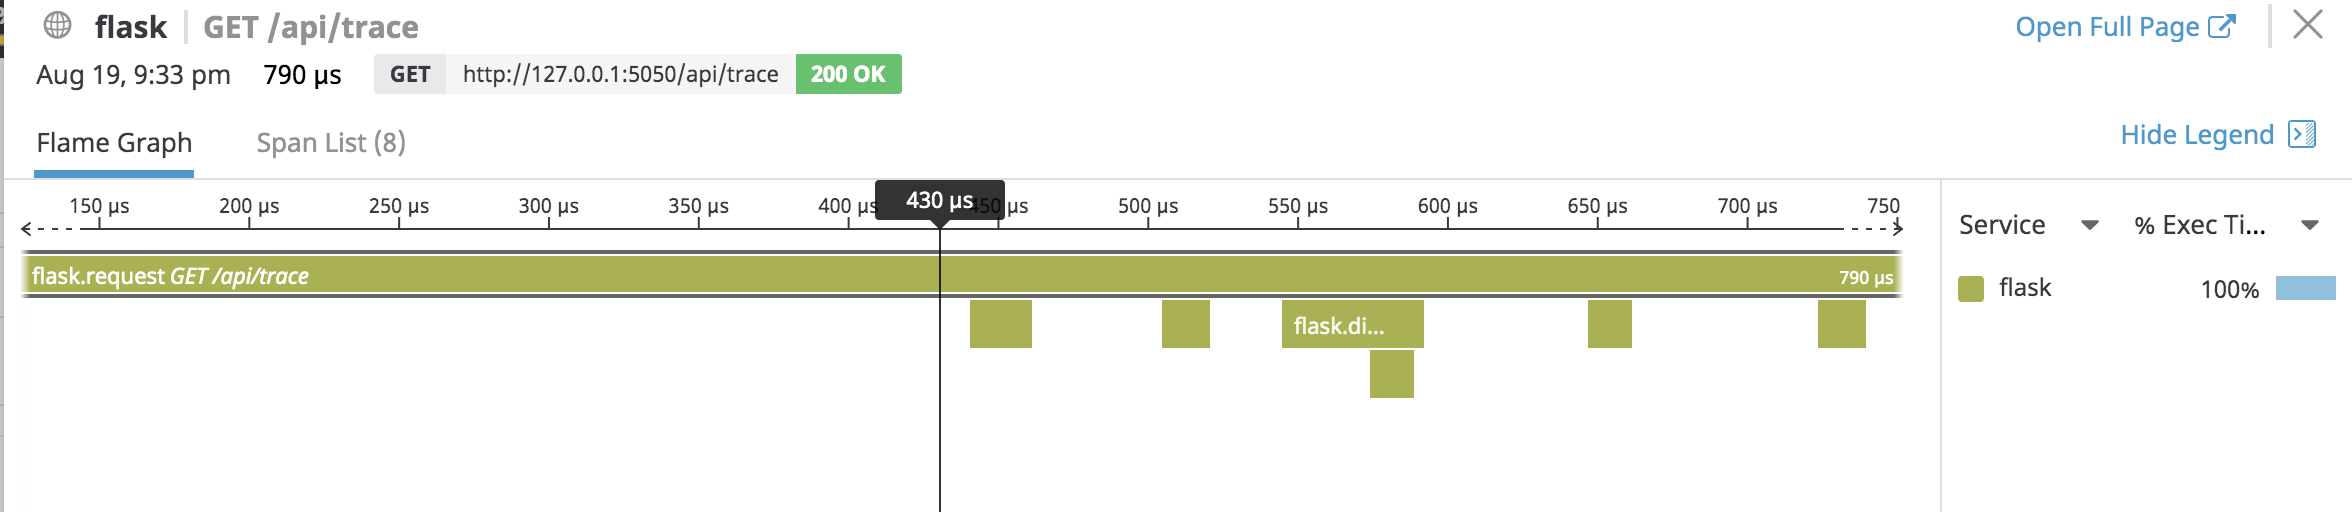 flask GET /api/trace Open Full Page
Aug 19, 9:33 pm 790 µs GET http://127.0.0.1:5050/api/trace 200 OK
Flame Graph Span List (8) Hide Legend
430 µs
150 µs 200 µs 250 µs 300 µs 350 µs 400 µs 450 µs 500 µs 550 µs 600 µs 650 µs 700 µs 750
Service % Exec Ti...
flask.request GET /api/trace 790 µs
flask 100%
flask.di...